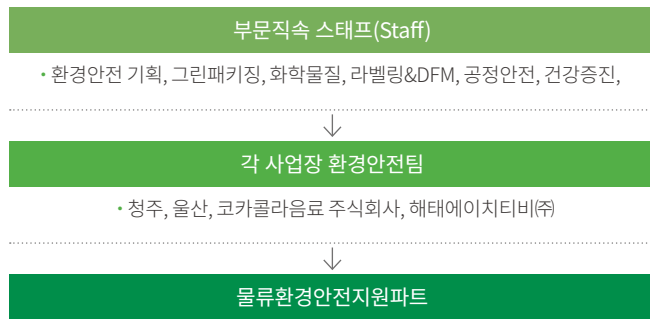 부문직속 스태프(Staff)
• 환경안전 기획, 그린패키징, 화학물질, 라벨링&DFM, 공정안전, 건강증진,
각 사업장 환경안전팀
• 청주, 울산, 코카콜라음료 주식회사, 해태에이치티비㈜
물류환경안전지원파트